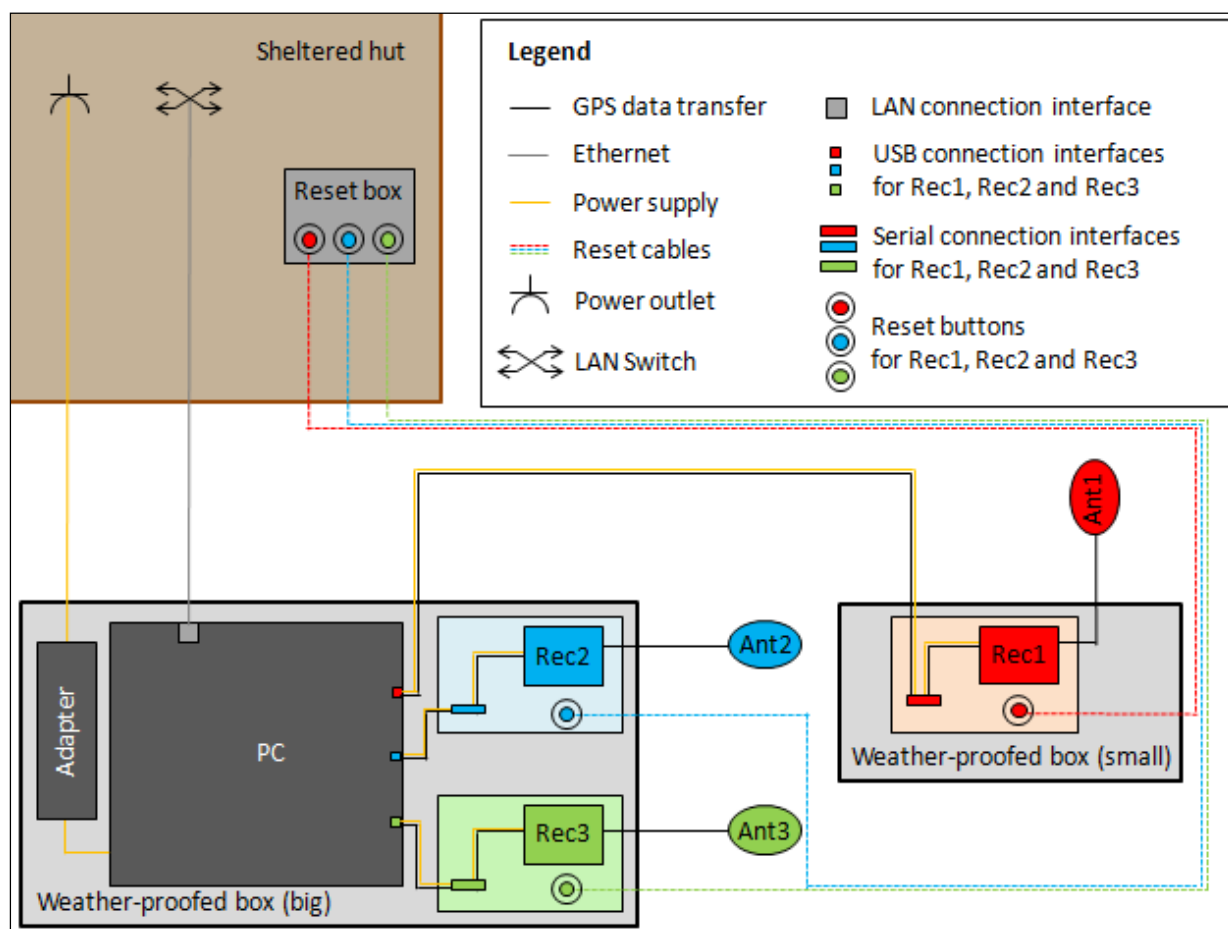 Sheltered hut
Reset box
Legend
GPS data transfer
Ethernet
Power supply
Reset cables
Power outlet
LAN Switch
LAN connection interface
USB connection interfaces
for Rec1, Rec2 and Rec3
Serial connection interfaces
for Rec1, Rec2 and Rec3
Reset buttons
for Rec1, Rec2 and Rec3
Ant1
Adapter
PC
Rec2
Ant2
Rec1
Weather-proofed box (small)
Rec3
Ant3
Weather-proofed box (big)